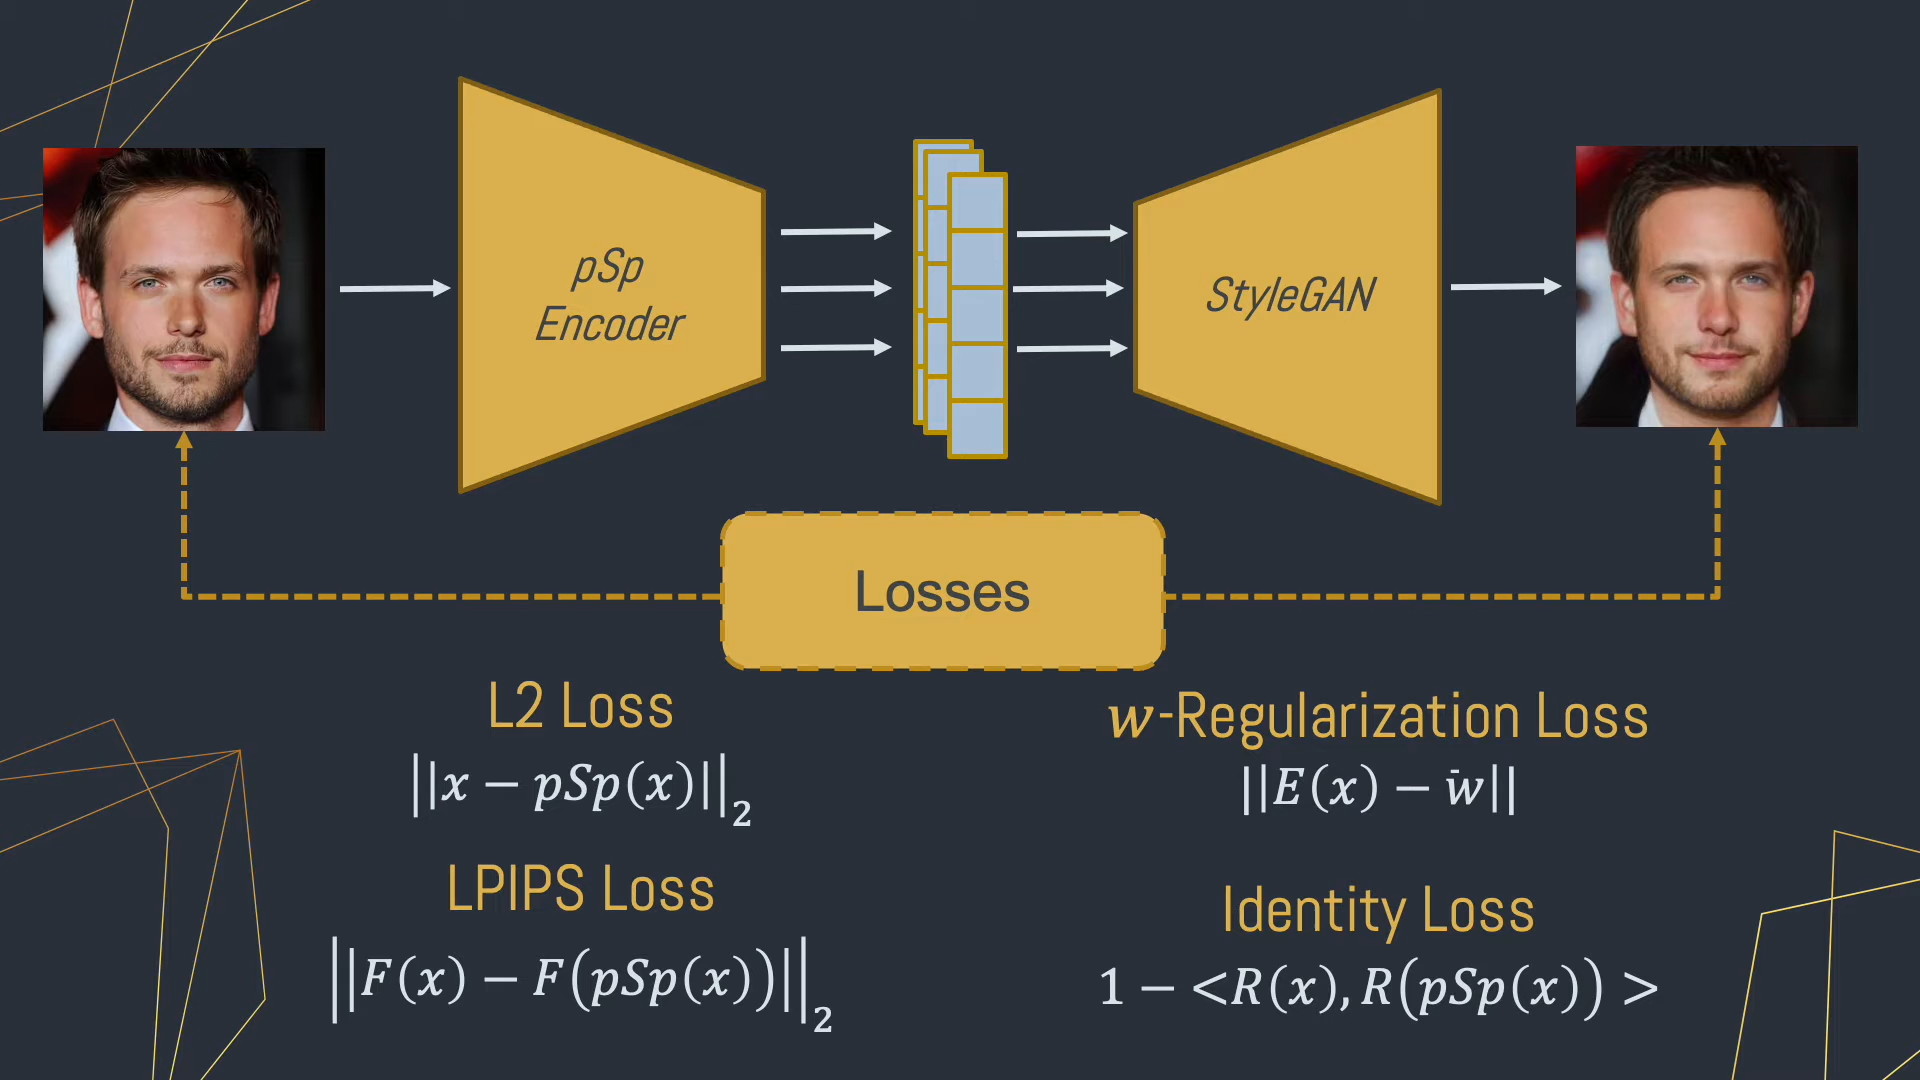 pSp
Encoder
StyleGAN
Losses
L2 Loss
||x − pSp(x)||₂
w-Regularization Loss
||E(x) − w̄||
LPIPS Loss
||F(x) − F(pSp(x))||₂
Identity Loss
1 − <R(x), R(pSp(x)) >